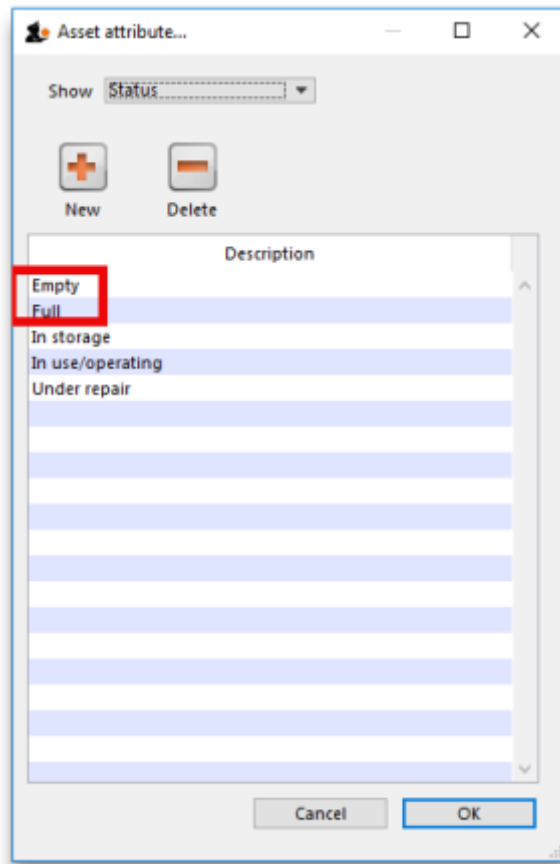 Asset attribute...
Show Status
New Delete
Description
Empty
Full
In storage
In use/operating
Under repair
Cancel OK